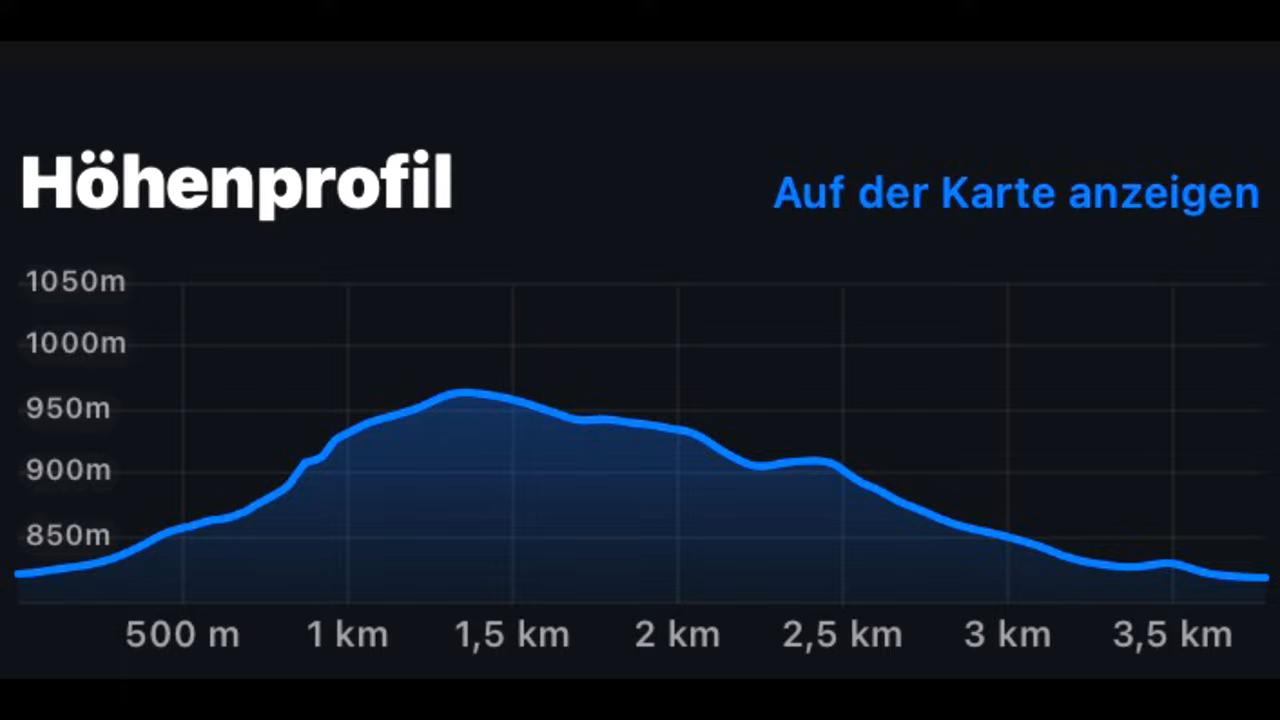 Höhenprofil
Auf der Karte anzeigen
1050m
1000m
950m
900m
850m
500 m 1 km 1,5 km 2 km 2,5 km 3 km 3,5 km